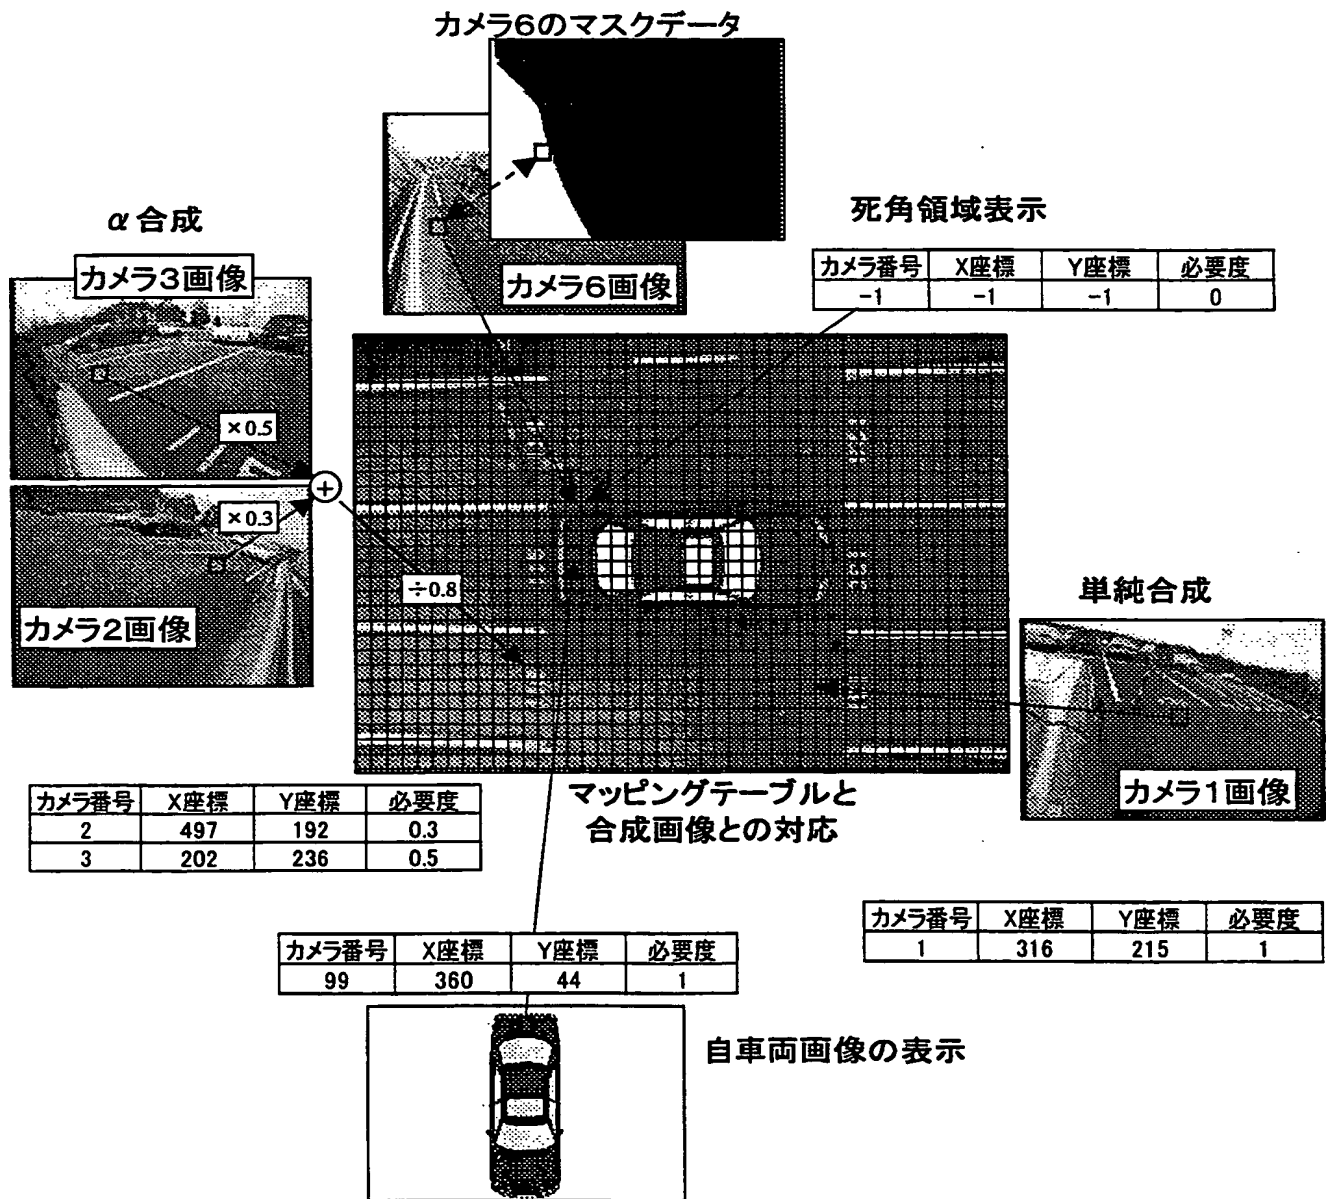 カメラ6のマスクデータ
α合成
カメラ3画像
カメラ6画像
死角領域表示
カメラ番号 X座標 Y座標 必要度
-1 -1 -1 0
×0.5
+
×0.3
カメラ2画像
÷0.8
単純合成
カメラ1画像
マッピングテーブルと
合成画像との対応
カメラ番号 X座標 Y座標 必要度
2 497 192 0.3
3 202 236 0.5
カメラ番号 X座標 Y座標 必要度
1 316 215 1
カメラ番号 X座標 Y座標 必要度
99 360 44 1
自車両画像の表示